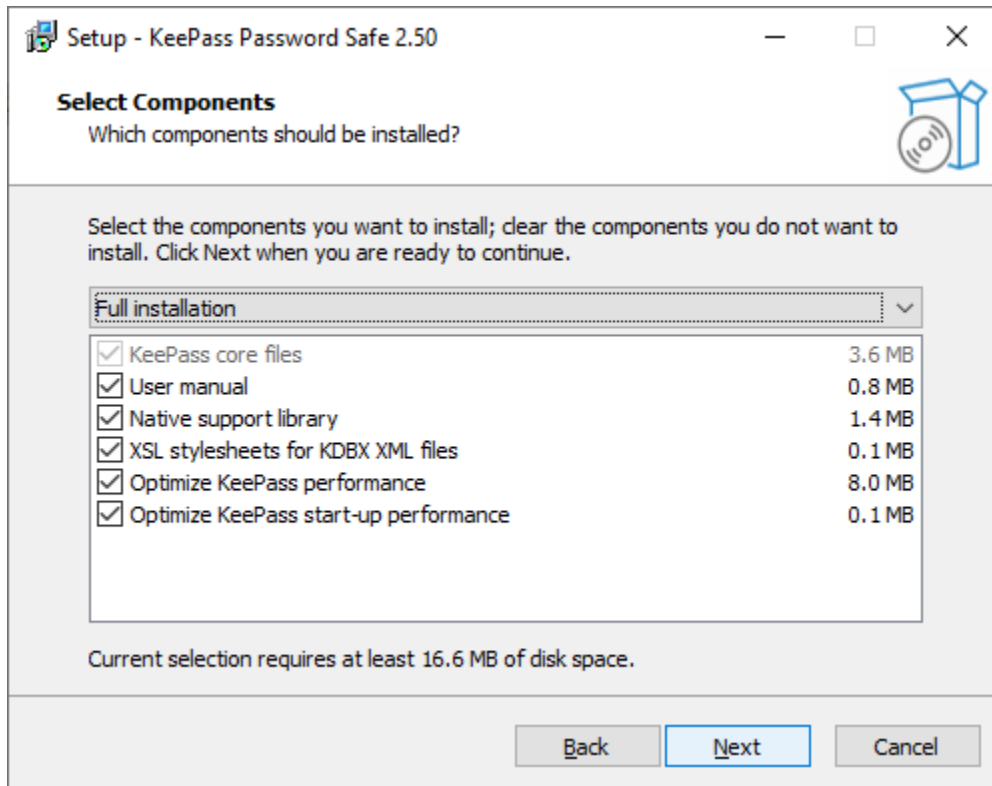 Setup - KeePass Password Safe 2.50
Select Components
Which components should be installed?
Select the components you want to install; clear the components you do not want to
install. Click Next when you are ready to continue.
Full installation
KeePass core files 3.6 MB
User manual 0.8 MB
Native support library 1.4 MB
XSL stylesheets for KDBX XML files 0.1 MB
Optimize KeePass performance 8.0 MB
Optimize KeePass start-up performance 0.1 MB
Current selection requires at least 16.6 MB of disk space.
Back Next Cancel